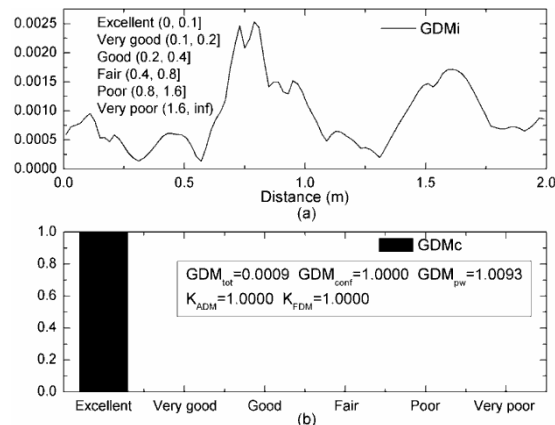 0.0025
0.0020
0.0015
0.0010
0.0005
0.0000
Excellent (0, 0.1]
Very good (0.1, 0.2]
Good (0.2, 0.4]
Fair (0.4, 0.8]
Poor (0.8, 1.6]
Very poor (1.6, inf)
GDMi
0.0 0.5 1.0 1.5 2.0
Distance (m)
(a)
1.0
0.8
0.6
0.4
0.2
0.0
GDMc
GDMtot=0.0009 GDMconf=1.0000 GDMpw=1.0093
KADM=1.0000 KFDM=1.0000
Excellent Very good Good Fair Poor Very poor
(b)